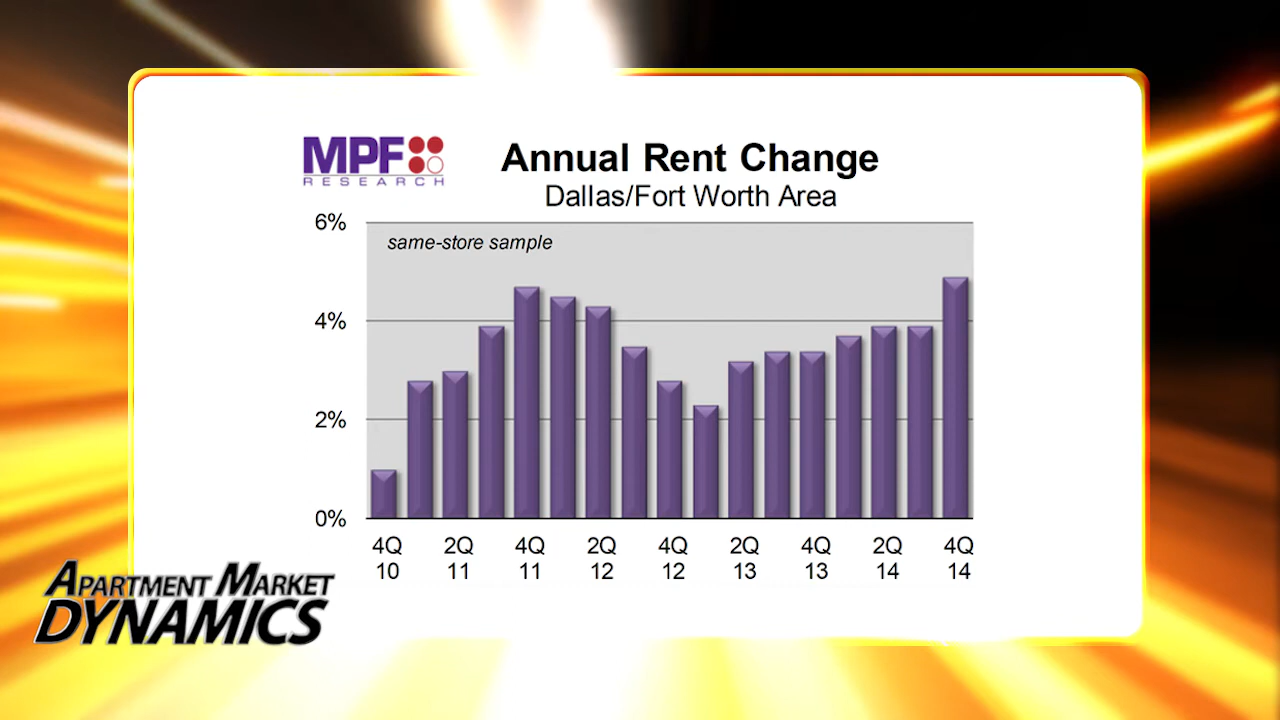 MPF
RESEARCH
Annual Rent Change
Dallas/Fort Worth Area
6%
same-store sample
4%
2%
0%
4Q 2Q 4Q 2Q 4Q 2Q 4Q 2Q 4Q
10 11 11 12 12 13 13 14 14
APARTMENT MARKET
DYNAMICS